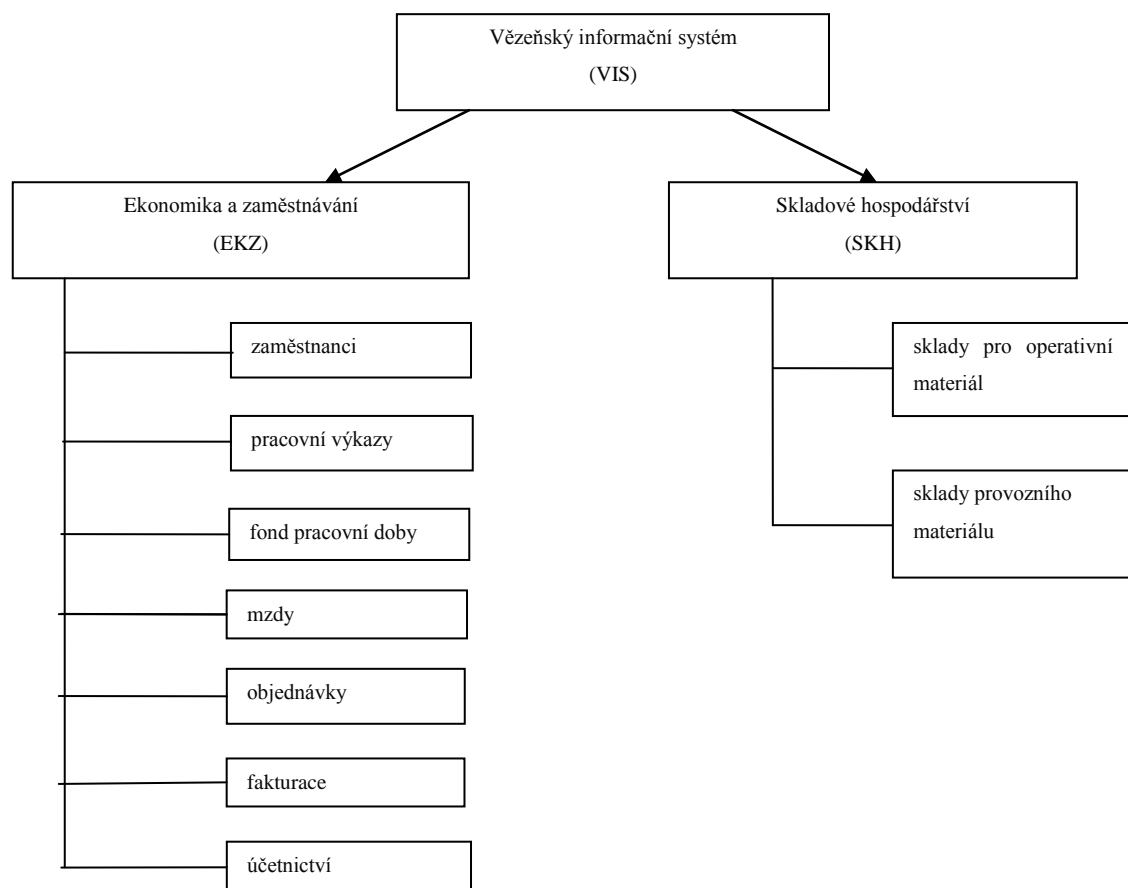 Vězeňský informační systém
(VIS)
Ekonomika a zaměstnávání
(EKZ)
Skladové hospodářství
(SKH)
zaměstnanci
pracovní výkazy
fond pracovní doby
mzdy
objednávky
fakturace
účetnictví
sklady pro operativní
materiál
sklady provozního
materiálu